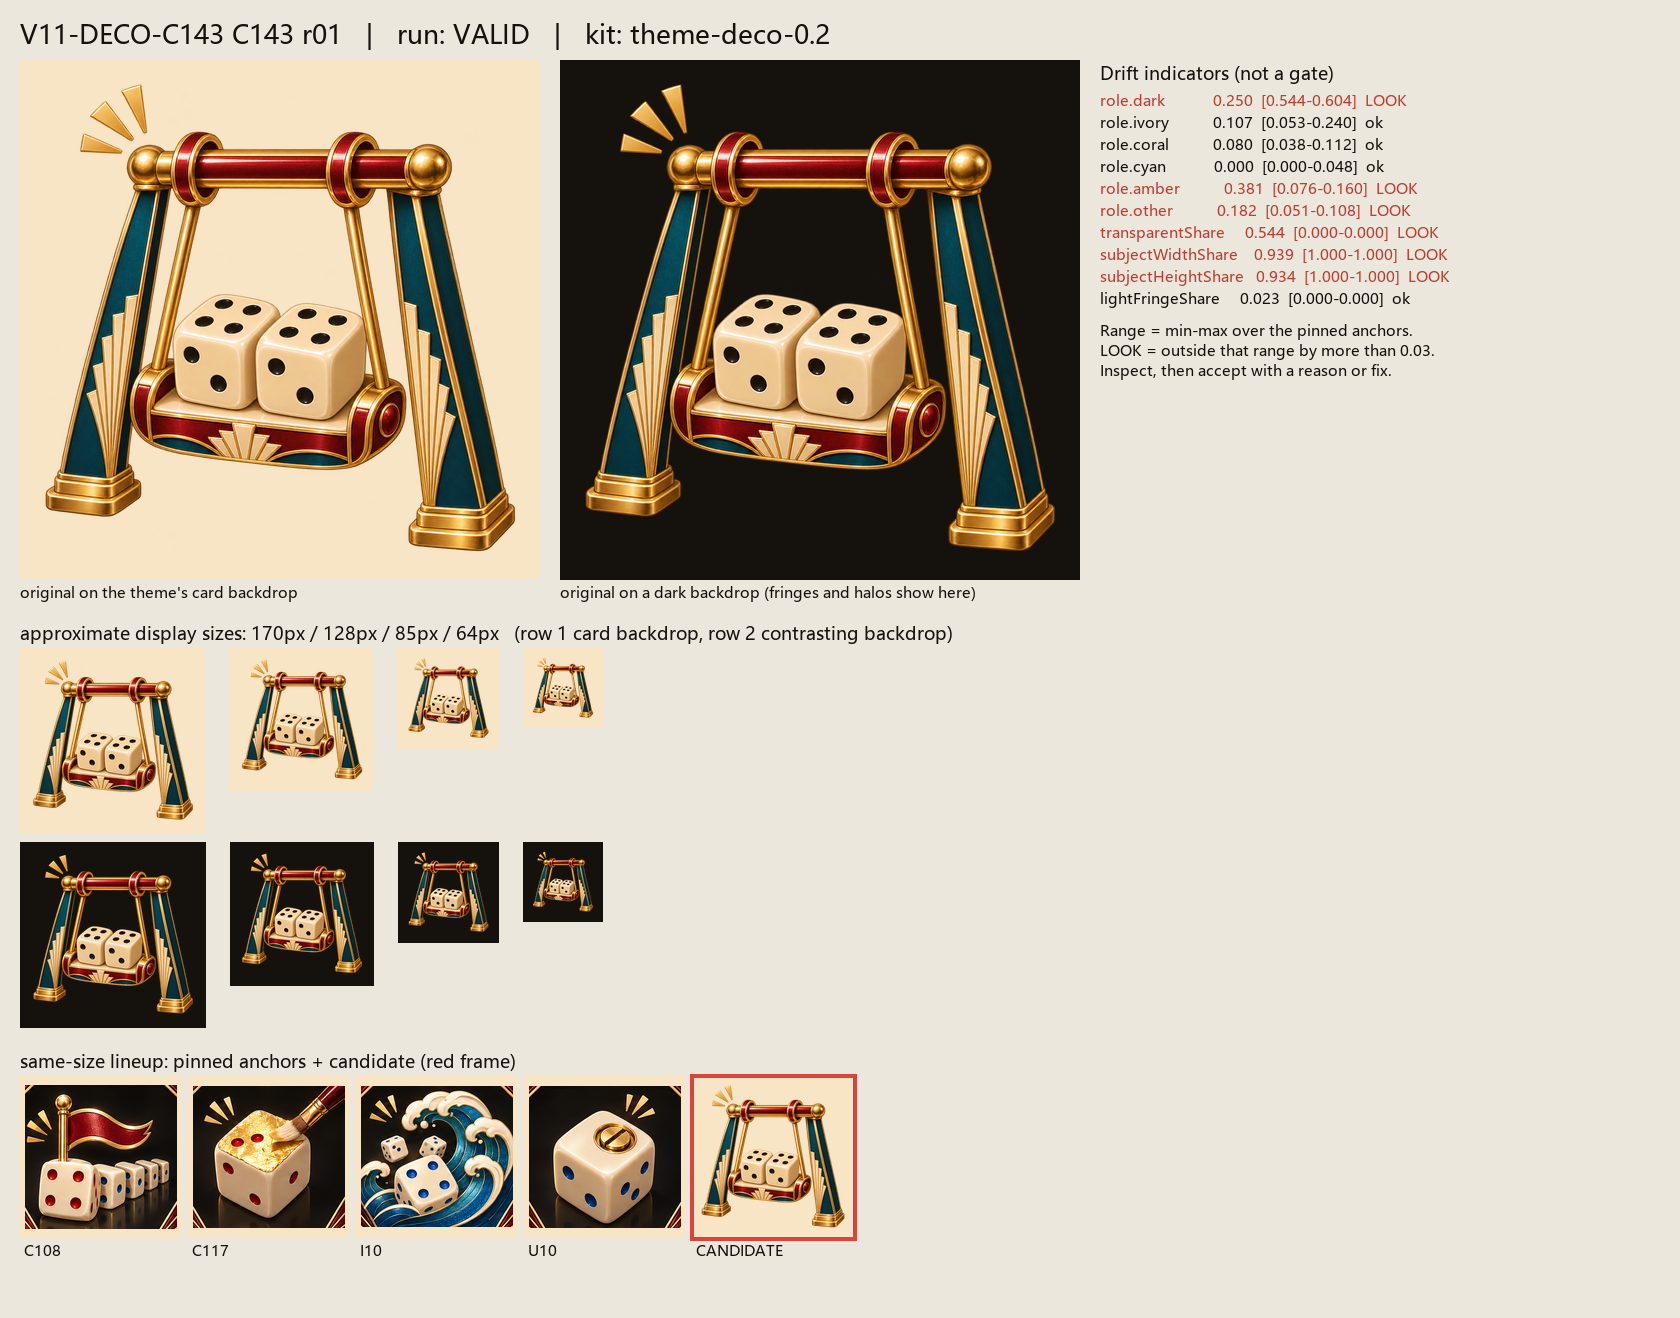 V11-DECO-C143 C143 r01   |   run: VALID   |   kit: theme-deco-0.2
Drift indicators (not a gate)
role.dark 0.250 [0.544-0.604] LOOK
role.ivory 0.107 [0.053-0.240] ok
role.coral 0.080 [0.038-0.112] ok
role.cyan 0.000 [0.000-0.048] ok
role.amber 0.381 [0.076-0.160] LOOK
role.other 0.182 [0.051-0.108] LOOK
transparentShare 0.544 [0.000-0.000] LOOK
subjectWidthShare 0.939 [1.000-1.000] LOOK
subjectHeightShare 0.934 [1.000-1.000] LOOK
lightFringeShare 0.023 [0.000-0.000] ok
Range = min-max over the pinned anchors.
LOOK = outside that range by more than 0.03.
Inspect, then accept with a reason or fix.
original on the theme's card backdrop
original on a dark backdrop (fringes and halos show here)
approximate display sizes: 170px / 128px / 85px / 64px   (row 1 card backdrop, row 2 contrasting backdrop)
same-size lineup: pinned anchors + candidate (red frame)
C108
C117
I10
U10
CANDIDATE